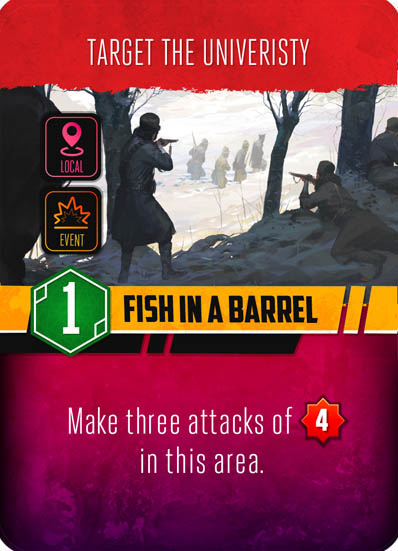 TARGET THE UNIVERISTY
LOCAL
EVENT
1 FISH IN A BARREL
Make three attacks of 4
in this area.